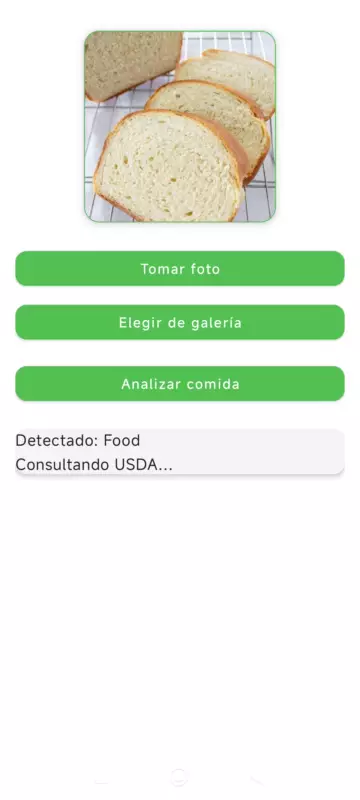 Tomar foto
Elegir de galería
Analizar comida
Detectado: Food
Consultando USDA...